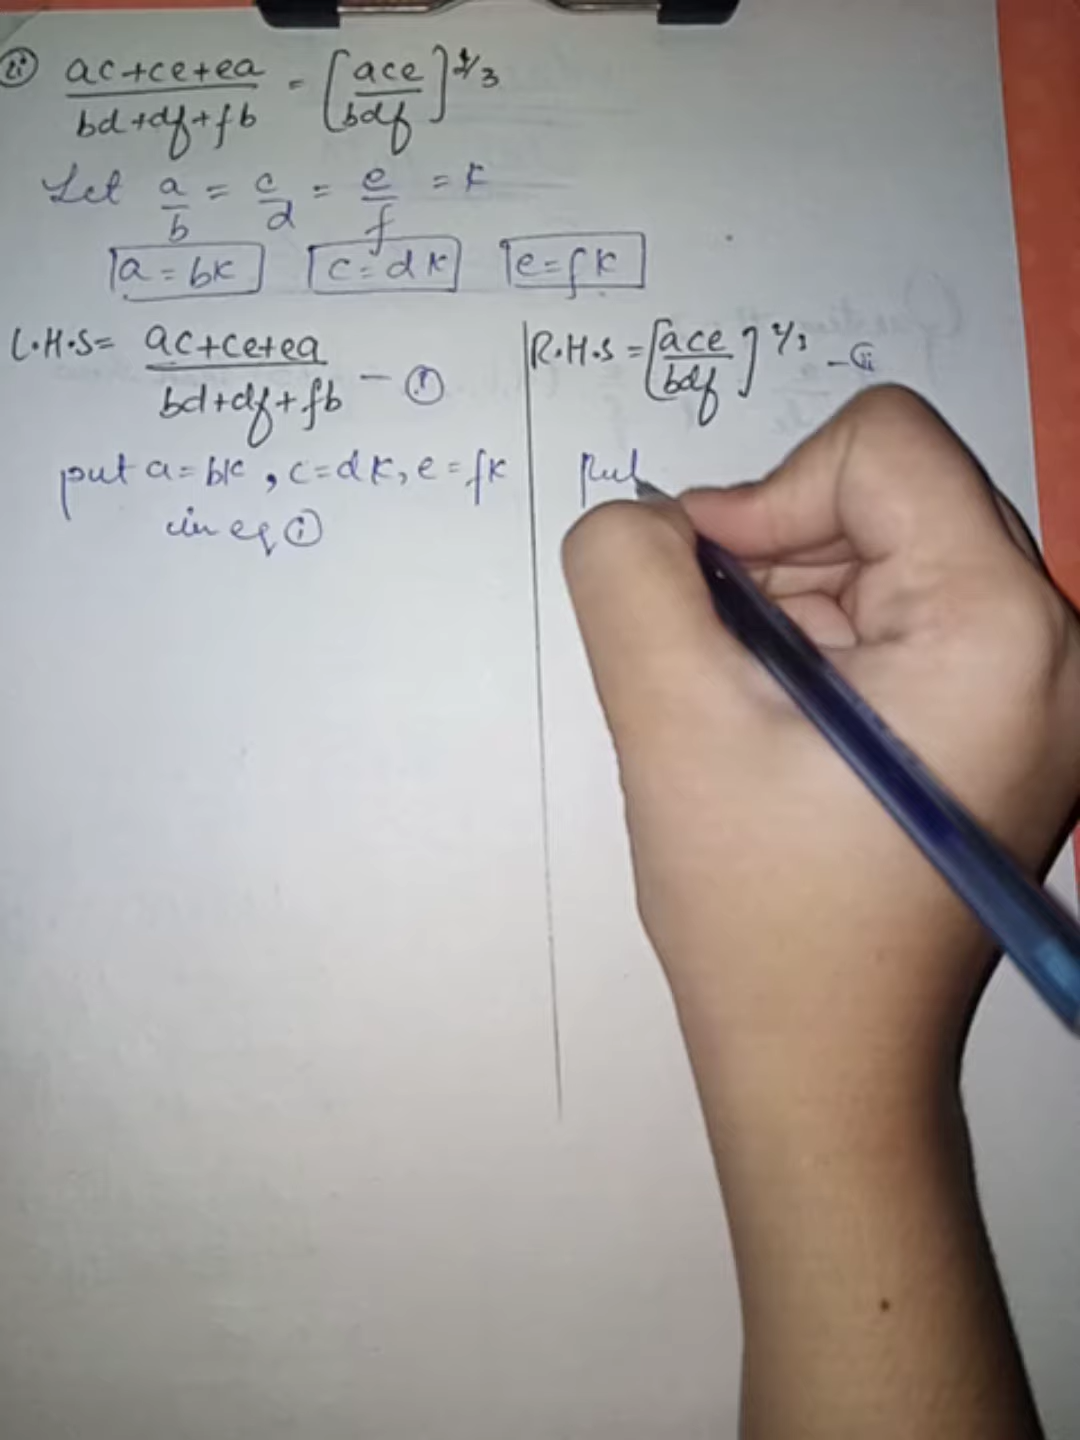 ii) ac+ce+ea / bd+df+fb = [ace / bdf]^2/3
Let a/b = c/d = e/f = k
a = bk c = dk e = fk
L.H.S = ac+ce+ea / bd+df+fb - (i)
put a = bk, c = dk, e = fk
in eq (i)
R.H.S = [ace / bdf]^2/3 - (ii)
Put